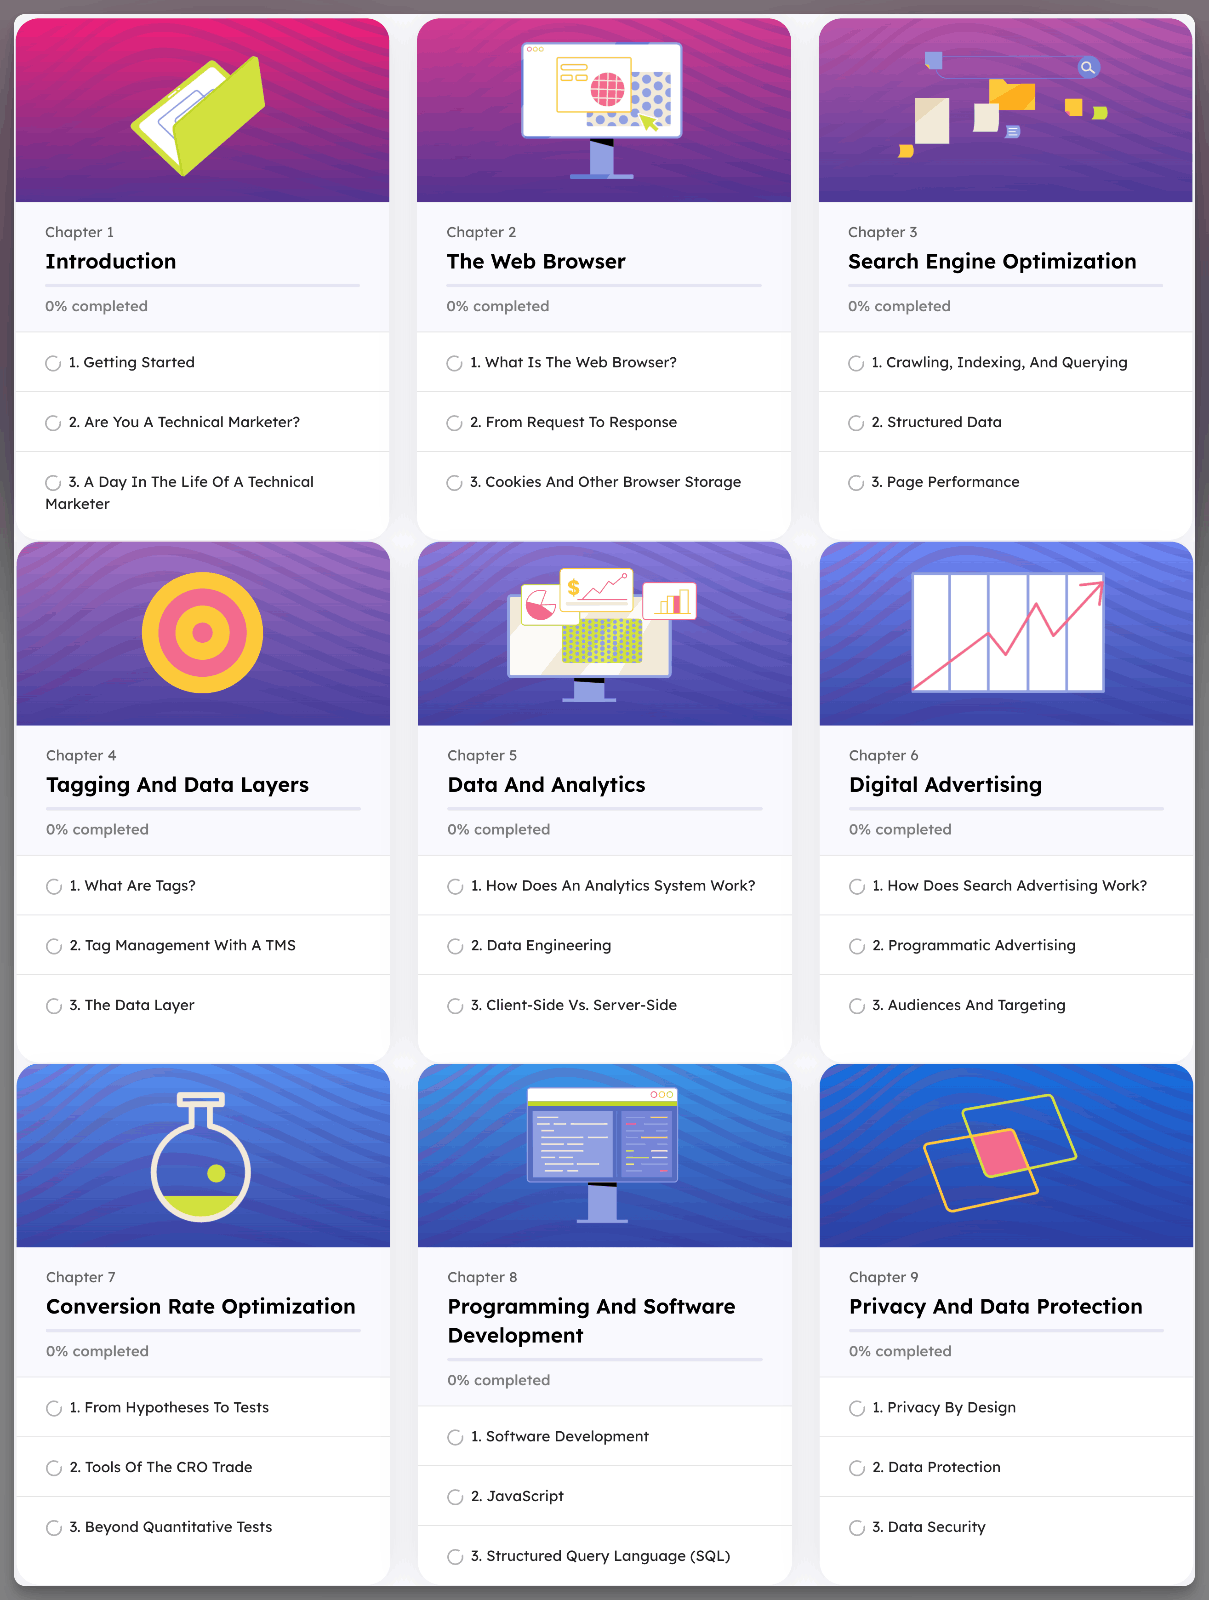 Chapter 1
Introduction
0% completed
1. Getting Started
2. Are You A Technical Marketer?
3. A Day In The Life Of A Technical
Marketer
Chapter 2
The Web Browser
0% completed
1. What Is The Web Browser?
2. From Request To Response
3. Cookies And Other Browser Storage
Chapter 3
Search Engine Optimization
0% completed
1. Crawling, Indexing, And Querying
2. Structured Data
3. Page Performance
Chapter 4
Tagging And Data Layers
0% completed
1. What Are Tags?
2. Tag Management With A TMS
3. The Data Layer
$
Chapter 5
Data And Analytics
0% completed
1. How Does An Analytics System Work?
2. Data Engineering
3. Client-Side Vs. Server-Side
Chapter 6
Digital Advertising
0% completed
1. How Does Search Advertising Work?
2. Programmatic Advertising
3. Audiences And Targeting
Chapter 7
Conversion Rate Optimization
0% completed
1. From Hypotheses To Tests
2. Tools Of The CRO Trade
3. Beyond Quantitative Tests
Chapter 8
Programming And Software
Development
0% completed
1. Software Development
2. JavaScript
3. Structured Query Language (SQL)
Chapter 9
Privacy And Data Protection
0% completed
1. Privacy By Design
2. Data Protection
3. Data Security